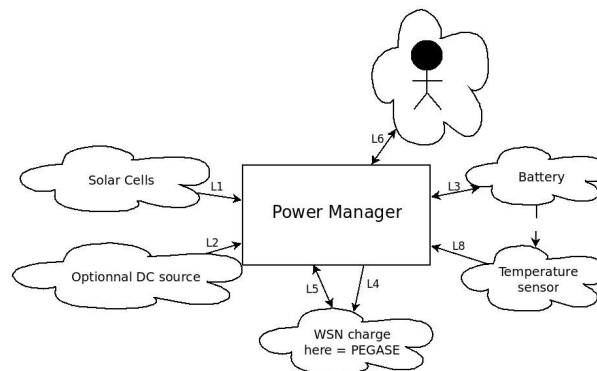 L6
Solar Cells
L1
L3
Battery
Power Manager
L2
L8
Optionnal DC source
Temperature
sensor
L5
L4
WSN charge
here = PEGASE